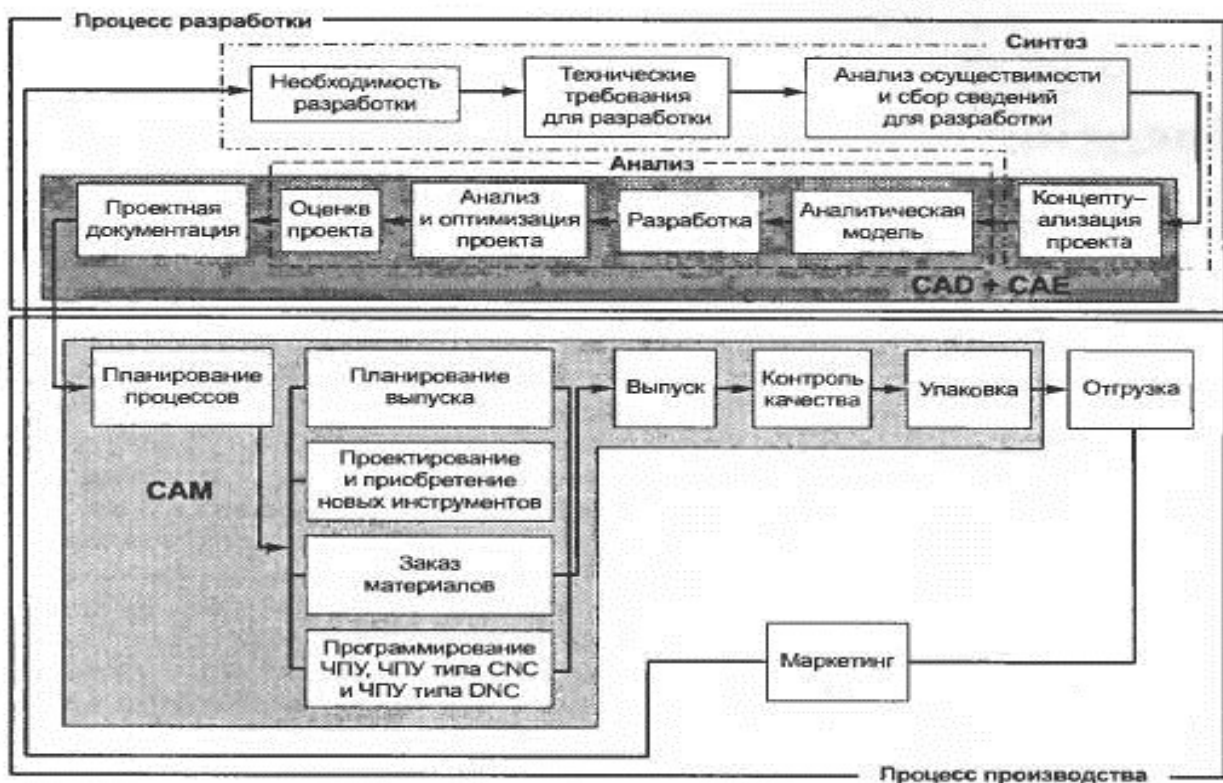 Процесс разработки
Синтез
Необходимость
разработки
Технические
требования
для разработки
Анализ осуществимости
и сбор сведений
для разработки
Анализ
Проектная
документация
Оценкв
проекта
Анализ
и оптимизация
проекта
Разработка
Аналитическая
модель
Концепту-
ализация
проекта
CAD + CAE
Планирование
процессов
Планирование
выпуска
Выпуск
Контроль
качества
Упаковка
Отгрузка
CAM
Проектирование
и приобретение
новых инструментов
Заказ
материалов
Программирование
ЧПУ, ЧПУ типа CNC
и ЧПУ типа DNC
Маркетинг
Процесс производства